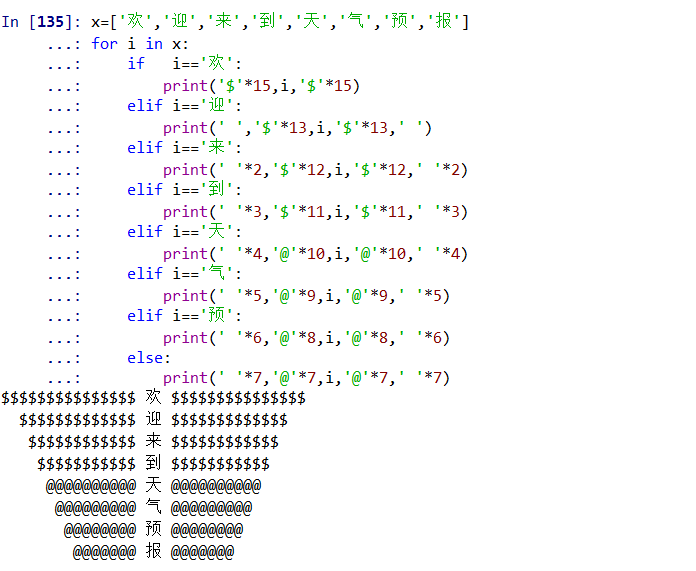 In [135]: x=['欢','迎','来','到','天','气','预','报']
     ...: for i in x:
     ...:     if   i=='欢':
     ...:         print('$'*15,i,'$'*15)
     ...:     elif i=='迎':
     ...:         print(' ','$'*13,i,'$'*13,' ')
     ...:     elif i=='来':
     ...:         print(' '*2,'$'*12,i,'$'*12,' '*2)
     ...:     elif i=='到':
     ...:         print(' '*3,'$'*11,i,'$'*11,' '*3)
     ...:     elif i=='天':
     ...:         print(' '*4,'@'*10,i,'@'*10,' '*4)
     ...:     elif i=='气':
     ...:         print(' '*5,'@'*9,i,'@'*9,' '*5)
     ...:     elif i=='预':
     ...:         print(' '*6,'@'*8,i,'@'*8,' '*6)
     ...:     else:
     ...:         print(' '*7,'@'*7,i,'@'*7,' '*7)
$$$$$$$$$$$$$$$ 欢 $$$$$$$$$$$$$$$
  $$$$$$$$$$$$$ 迎 $$$$$$$$$$$$$
   $$$$$$$$$$$$ 来 $$$$$$$$$$$$
    $$$$$$$$$$$ 到 $$$$$$$$$$$
     @@@@@@@@@@ 天 @@@@@@@@@@
      @@@@@@@@@ 气 @@@@@@@@@
       @@@@@@@@ 预 @@@@@@@@
        @@@@@@@ 报 @@@@@@@